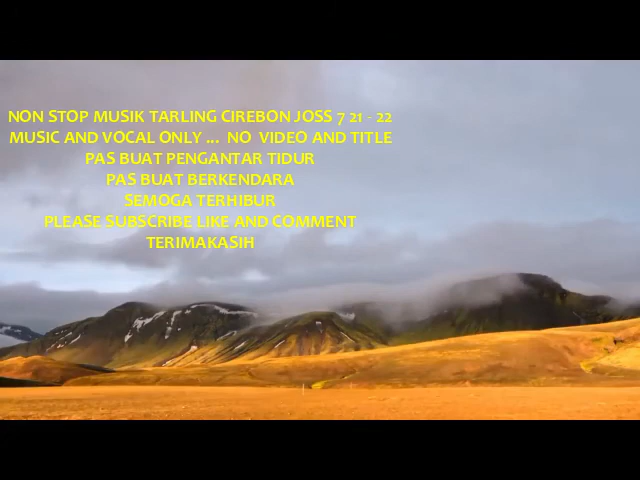 NON STOP MUSIK TARLING CIREBON JOSS 7 21 - 22
MUSIC AND VOCAL ONLY ... NO VIDEO AND TITLE
PAS BUAT PENGANTAR TIDUR
PAS BUAT BERKENDARA
SEMOGA TERHIBUR
PLEASE SUBSCRIBE LIKE AND COMMENT
TERIMAKASIH